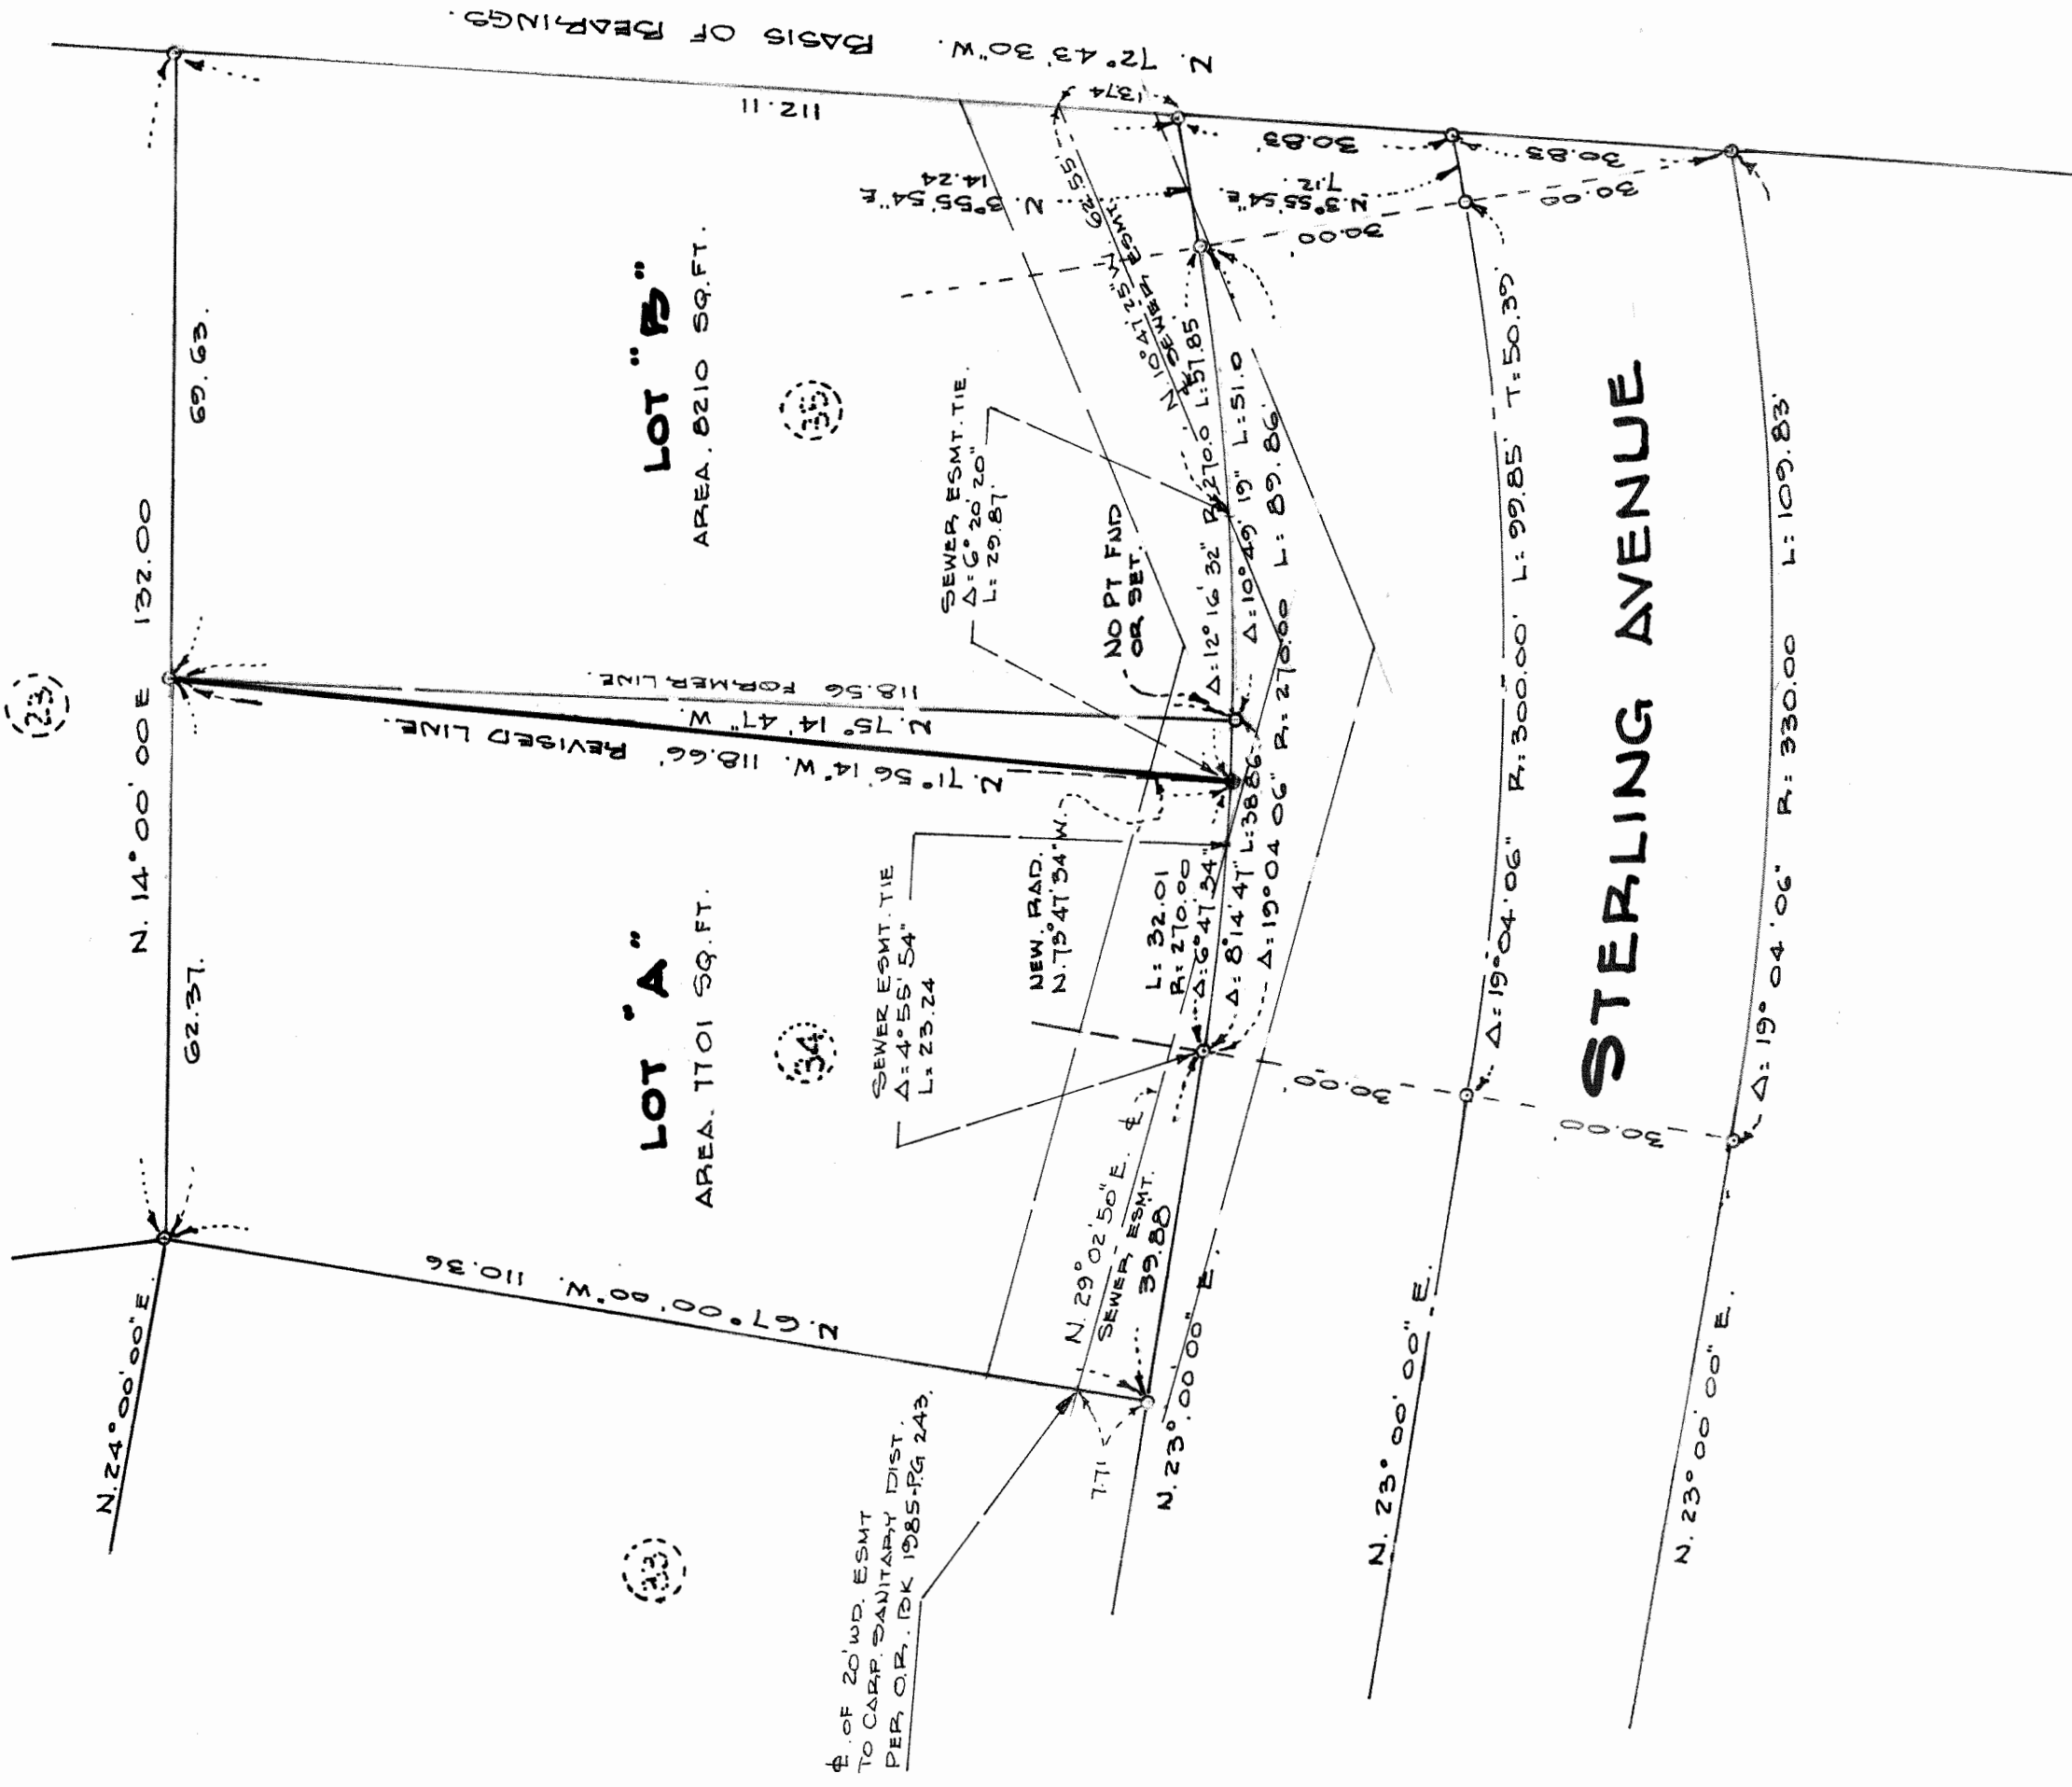 BASIS OF BEARINGS.
N. 72° 43' 30" W.
112.11
13.74
30.83'
30.83
N. 3° 55' 54" E
14.24
N. 3° 55' 54" E
7.12
30.00
30.00
62.55'
N. 10° 47' 25" W
℄ SEWER ESMT
69.63.
N. 14° 00' 00 E 132.00
62.37.
23
LOT "B"
AREA. 8210 SQ.FT.
35
SEWER ESMT. TIE.
Δ=6° 20' 20"
L= 29.87'
NO PT FND
OR SET.
118.56 FORMER LINE.
N. 75° 14' 47" W.
REVISED LINE.
N. 71° 56' 14" W. 118.66'
Δ=12° 16' 32" R=270.0 L=57.85'
Δ=10° 49' 19" L=51.0
Δ=19° 04 06" R= 270.00 L= 89.86'
LOT "A"
AREA. 7701 SQ.FT.
34
SEWER ESMT. TIE
Δ=4° 55' 54"
L= 23.24
NEW. RAD.
N. 73° 47' 34" W.
L= 32.01
R= 270.00
Δ=6° 47' 34"
Δ= 8° 14' 47" L=38.86
N. 29° 02' 50" E. ℄
SEWER ESMT.
39.88
N. 23° 00 00" E.
7.71
N. 67° 00' 00" W. 110.36
N. 24° 00' 00" E.
33
℄ OF 20' WD. ESMT
TO CARP. SANITARY DIST.
PER O.R. BK 1985-PG 243.
30.00'
30.00'
Δ=19° 04' 06" R= 300.00' L= 99.85' T=50.39'
N. 23° 00' 00" E.
STERLING AVENUE
Δ= 19° 04' 06" R= 330.00 L= 109.83'
N. 23° 00' 00" E.